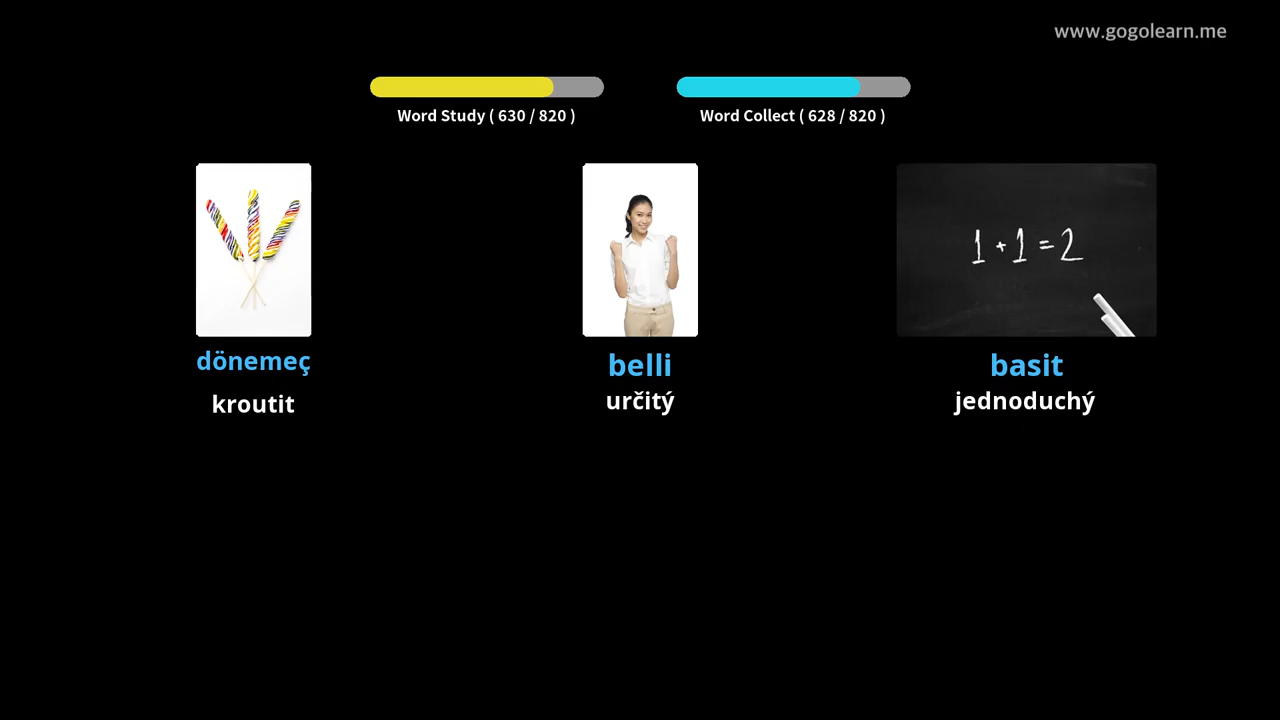 www.gogolearn.me
Word Study ( 630 / 820 )
Word Collect ( 628 / 820 )
1 + 1 = 2
dönemeç
belli
basit
kroutit
určitý
jednoduchý